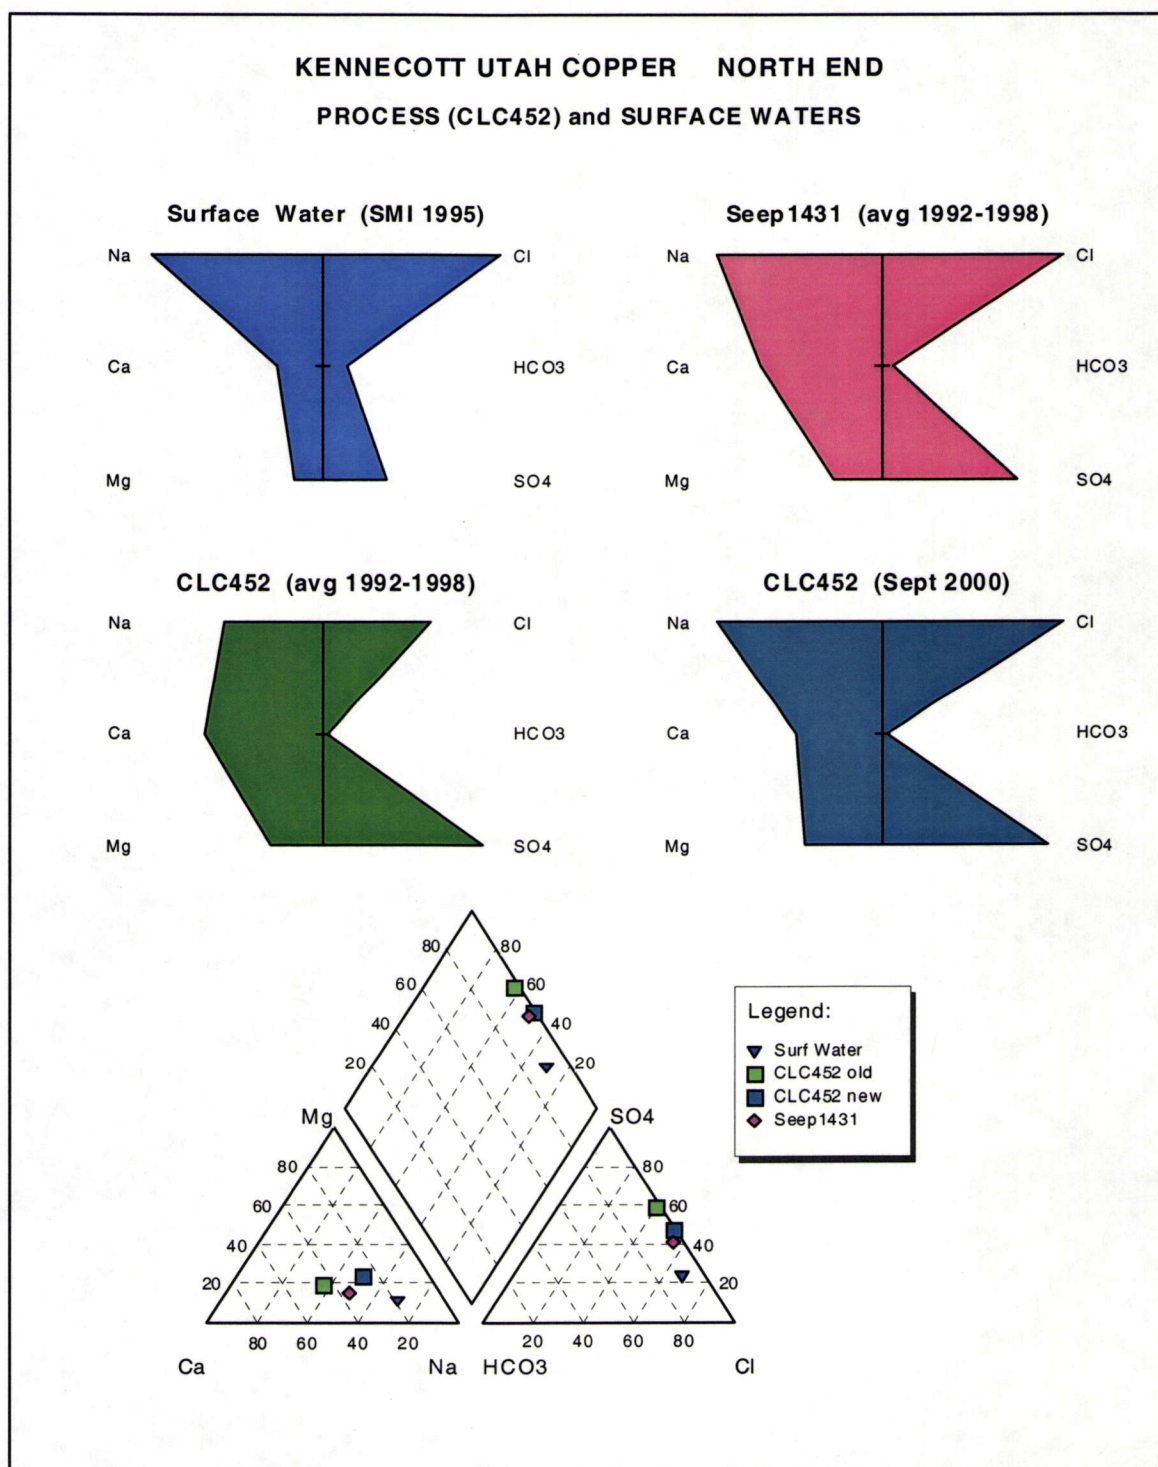 KENNECOTT UTAH COPPER NORTH END
PROCESS (CLC452) and SURFACE WATERS
Surface Water (SMI 1995)
Na
Cl
Ca
HCO3
Mg
SO4
Seep1431 (avg 1992-1998)
Na
Cl
Ca
HCO3
Mg
SO4
CLC452 (avg 1992-1998)
Na
Cl
Ca
HCO3
Mg
SO4
CLC452 (Sept 2000)
Na
Cl
Ca
HCO3
Mg
SO4
80 80
60 60
40 40
20 20
Mg
SO4
80
60
40
20
80 60 40 20
Ca
Na
80
60
40
20
20 40 60 80
HCO3
Cl
Legend:
Surf Water
CLC452 old
CLC452 new
Seep1431